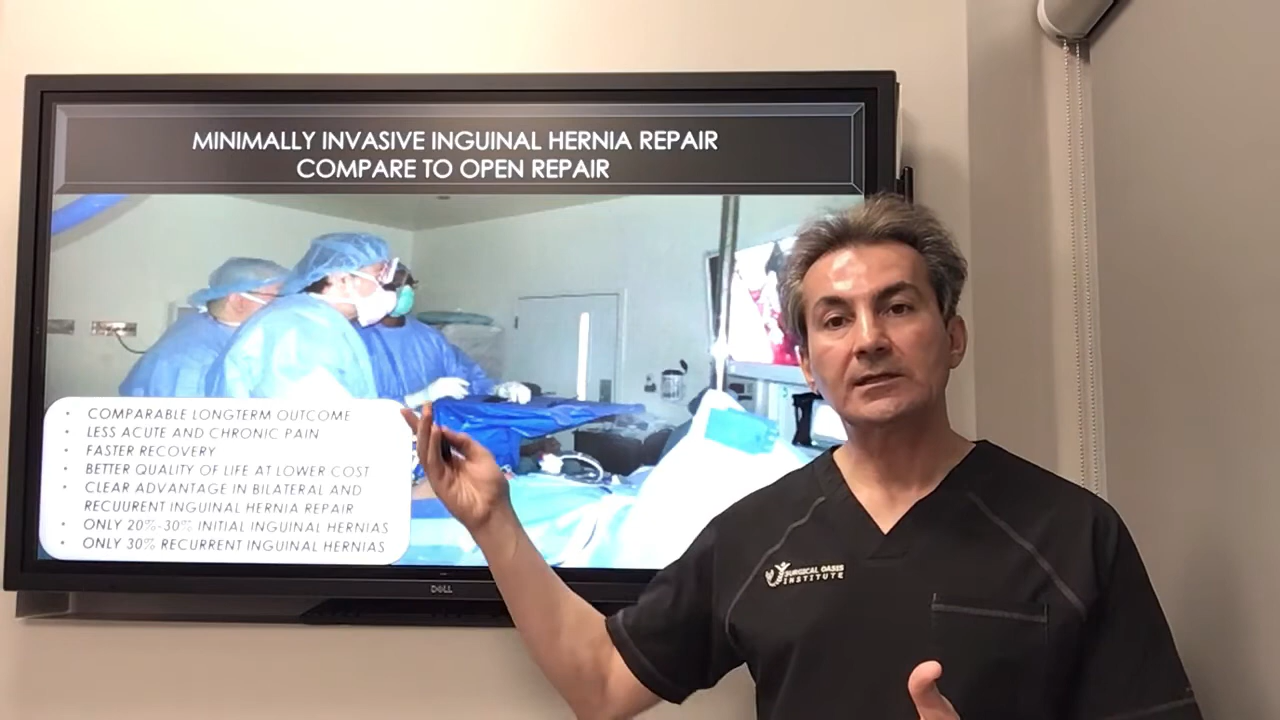 MINIMALLY INVASIVE INGUINAL HERNIA REPAIR
COMPARE TO OPEN REPAIR
• COMPARABLE LONGTERM OUTCOME
• LESS ACUTE AND CHRONIC PAIN
• FASTER RECOVERY
• BETTER QUALITY OF LIFE AT LOWER COST
• CLEAR ADVANTAGE IN BILATERAL AND
RECUURENT INGUINAL HERNIA REPAIR
• ONLY 20%-30% INITIAL INGUINAL HERNIAS
• ONLY 30% RECURRENT INGUINAL HERNIAS
DELL
SURGICAL OASIS
INSTITUTE